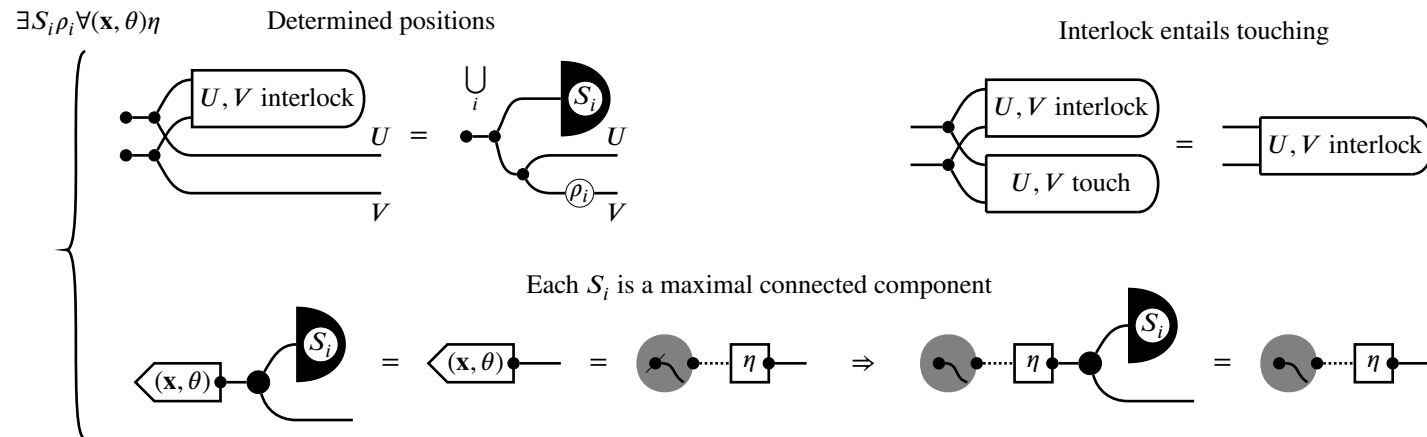 ∃S_iρ_i∀(𝐱, θ)η Determined positions
Interlock entails touching
U, V interlock
U
V
=
⋃
i
S_i
U
ρ_i
V
U, V interlock
U, V touch
=
U, V interlock
Each S_i is a maximal connected component
(𝐱, θ)
S_i
=
(𝐱, θ)
=
η
⇒
η
S_i
=
η